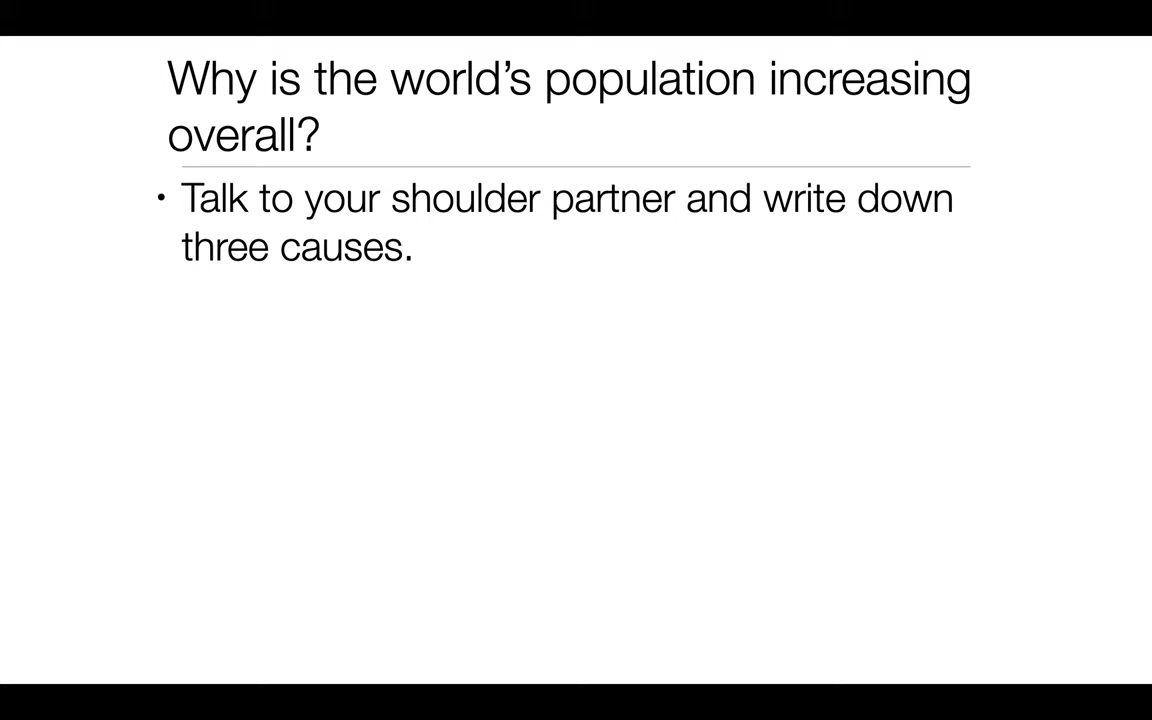 Why is the world’s population increasing
overall?
• Talk to your shoulder partner and write down
three causes.